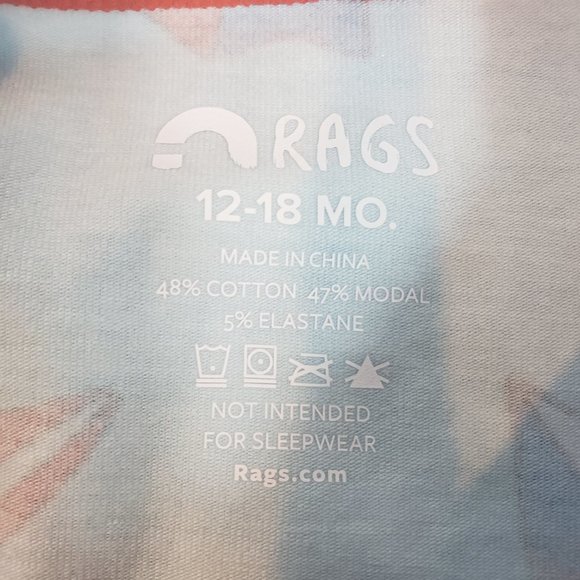 RAGS
12-18 MO.
MADE IN CHINA
48% COTTON 47% MODAL
5% ELASTANE
NOT INTENDED
FOR SLEEPWEAR
Rags.com